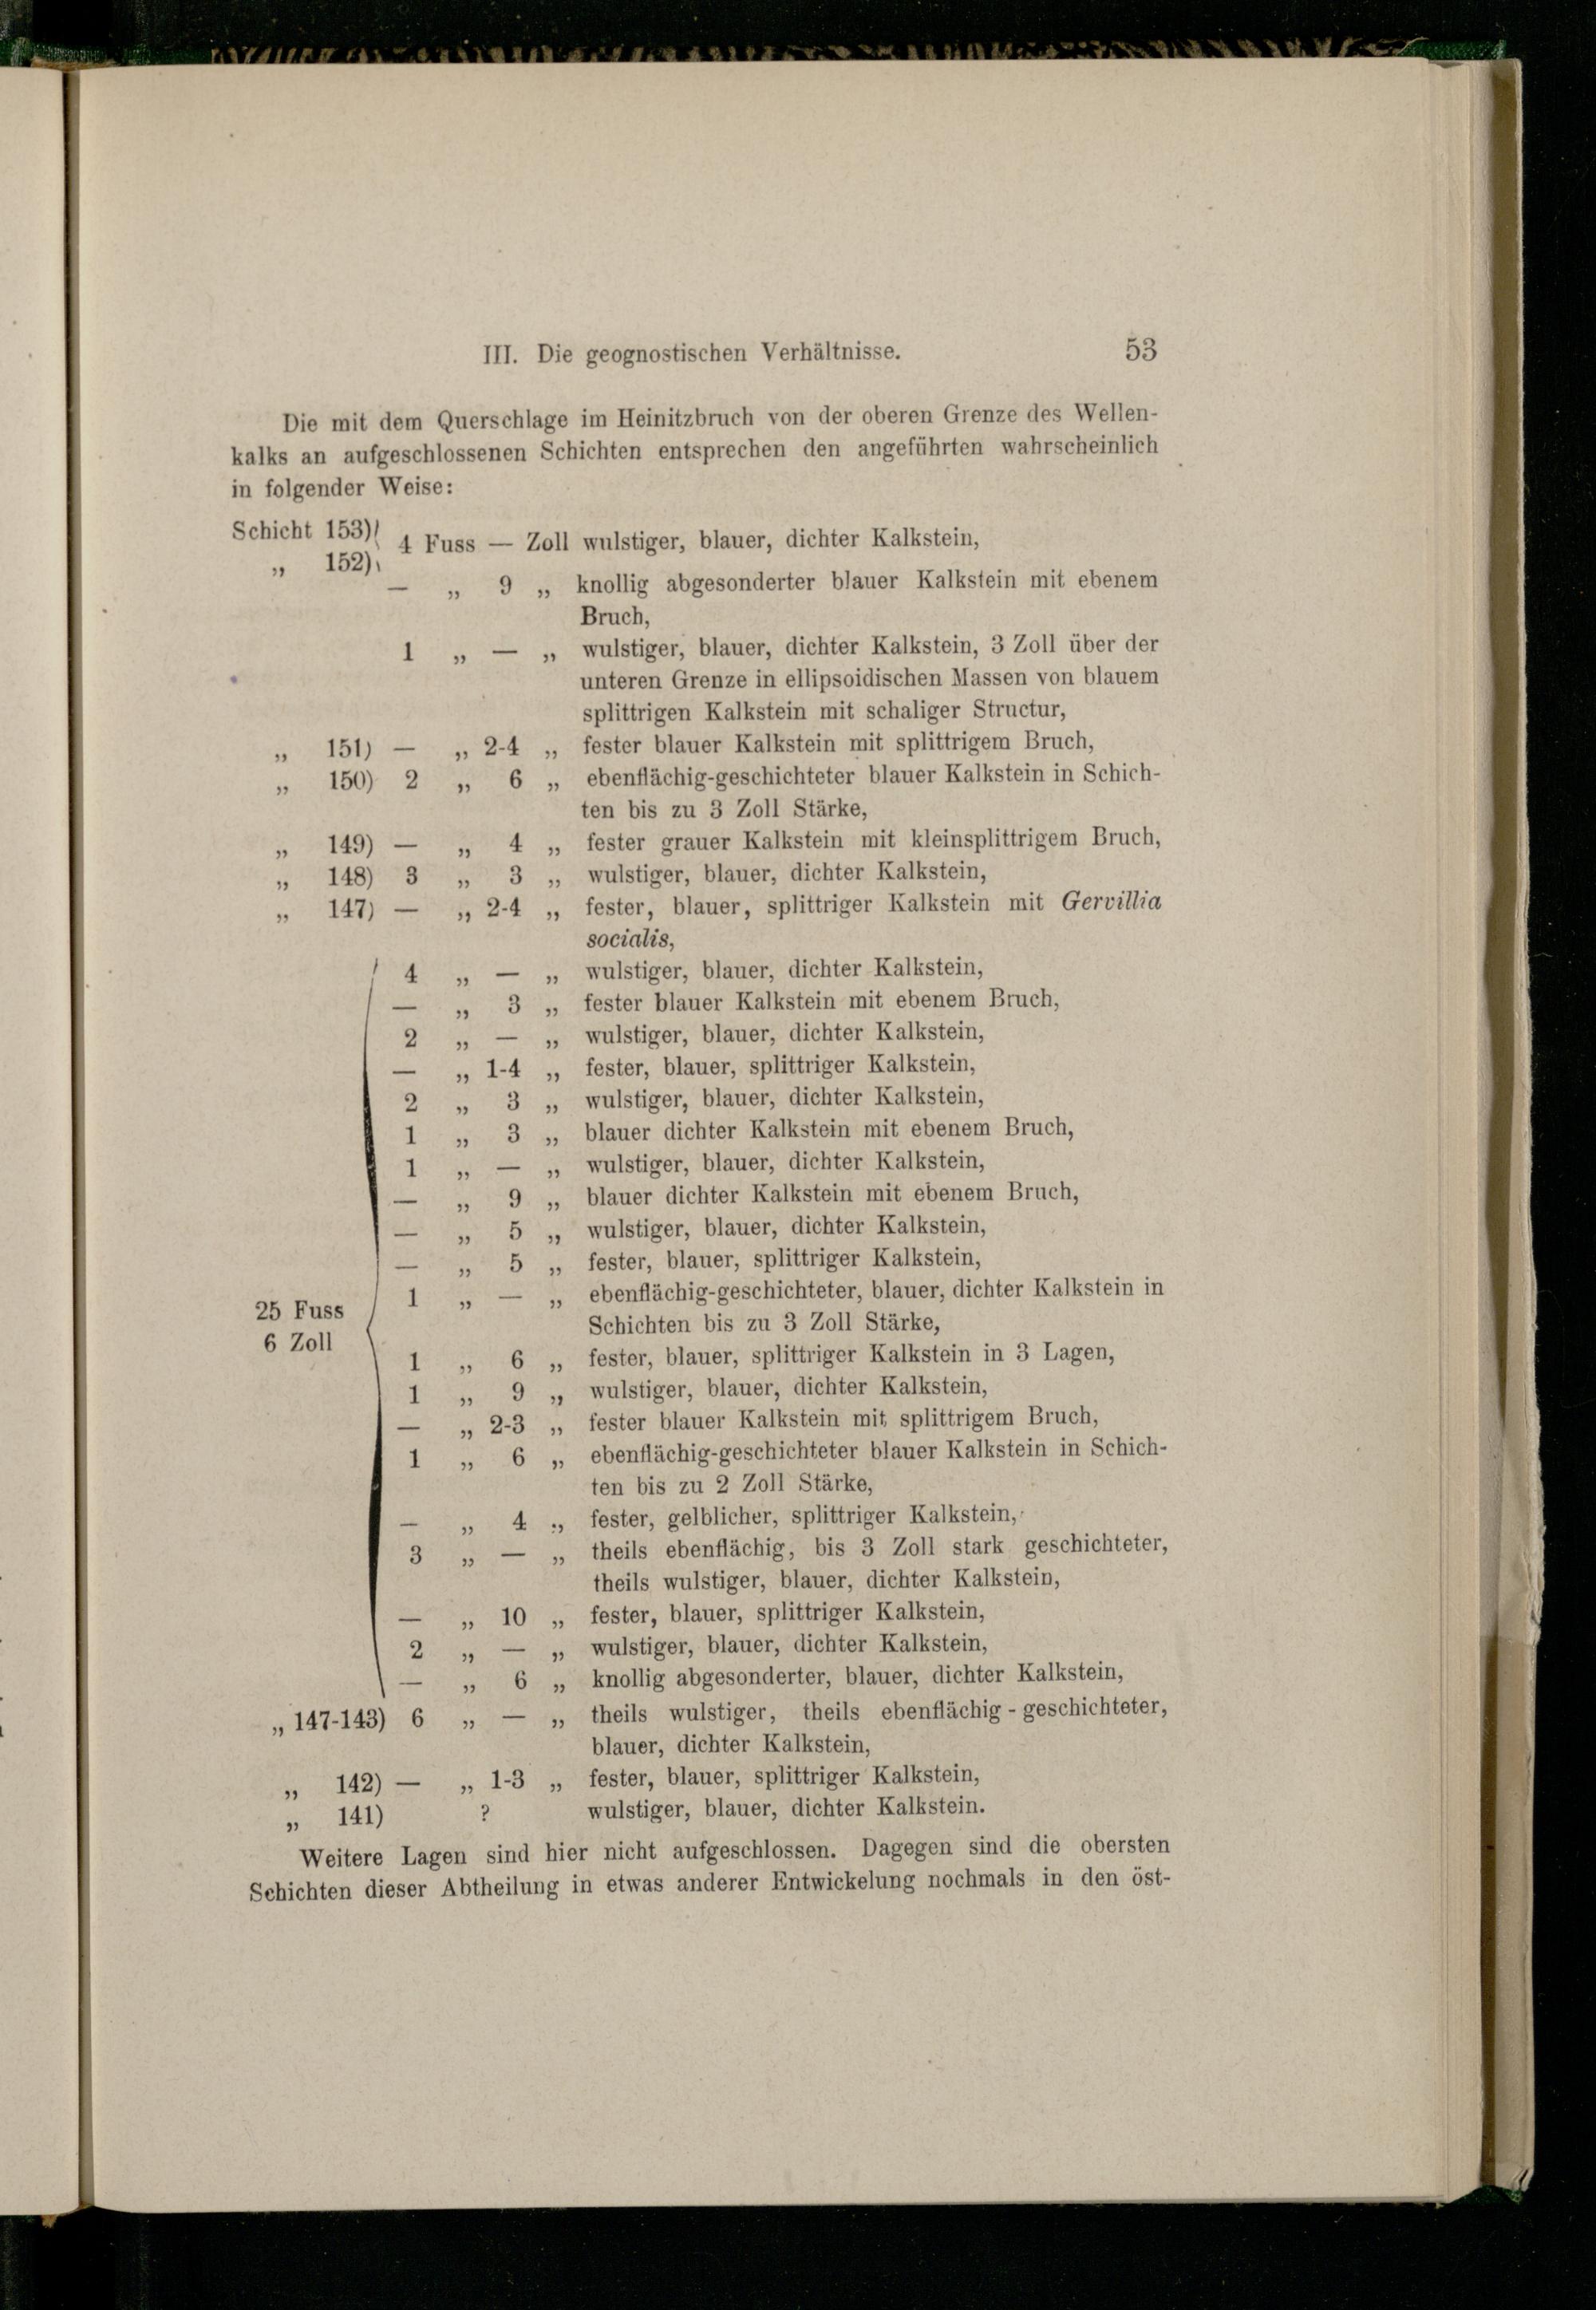 III. Die geognostischen Verhältnisse. 53
Die mit dem Querschlage im Heinitzbruch von der oberen Grenze des Wellen-
kalks an aufgeschlossenen Schichten entsprechen den angeführten wahrscheinlich
in folgender Weise:
Schicht 153)
4 Fuss — Zoll wulstiger, blauer, dichter Kalkstein,
„ 152)
— „ 9 „ knollig abgesonderter blauer Kalkstein mit ebenem
Bruch,
1 „ — „ wulstiger, blauer, dichter Kalkstein, 3 Zoll über der
unteren Grenze in ellipsoidischen Massen von blauem
splittrigen Kalkstein mit schaliger Structur,
„ 151) — „ 2-4 „ fester blauer Kalkstein mit splittrigem Bruch,
„ 150) 2 „ 6 „ ebenflächig-geschichteter blauer Kalkstein in Schich-
ten bis zu 3 Zoll Stärke,
„ 149) — „ 4 „ fester grauer Kalkstein mit kleinsplittrigem Bruch,
„ 148) 3 „ 3 „ wulstiger, blauer, dichter Kalkstein,
„ 147) — „ 2-4 „ fester, blauer, splittriger Kalkstein mit Gervillia
socialis,
4 „ — „ wulstiger, blauer, dichter Kalkstein,
— „ 3 „ fester blauer Kalkstein mit ebenem Bruch,
2 „ — „ wulstiger, blauer, dichter Kalkstein,
— „ 1-4 „ fester, blauer, splittriger Kalkstein,
2 „ 3 „ wulstiger, blauer, dichter Kalkstein,
1 „ 3 „ blauer dichter Kalkstein mit ebenem Bruch,
1 „ — „ wulstiger, blauer, dichter Kalkstein,
— „ 9 „ blauer dichter Kalkstein mit ebenem Bruch,
— „ 5 „ wulstiger, blauer, dichter Kalkstein,
— „ 5 „ fester, blauer, splittriger Kalkstein,
1 „ — „ ebenflächig-geschichteter, blauer, dichter Kalkstein in
25 Fuss
Schichten bis zu 3 Zoll Stärke,
6 Zoll
1 „ 6 „ fester, blauer, splittriger Kalkstein in 3 Lagen,
1 „ 9 „ wulstiger, blauer, dichter Kalkstein,
— „ 2-3 „ fester blauer Kalkstein mit splittrigem Bruch,
1 „ 6 „ ebenflächig-geschichteter blauer Kalkstein in Schich-
ten bis zu 2 Zoll Stärke,
— „ 4 „ fester, gelblicher, splittriger Kalkstein,
3 „ — „ theils ebenflächig, bis 3 Zoll stark geschichteter,
theils wulstiger, blauer, dichter Kalkstein,
— „ 10 „ fester, blauer, splittriger Kalkstein,
2 „ — „ wulstiger, blauer, dichter Kalkstein,
— „ 6 „ knollig abgesonderter, blauer, dichter Kalkstein,
„ 147-143) 6 „ — „ theils wulstiger, theils ebenflächig-geschichteter,
blauer, dichter Kalkstein,
„ 142) — „ 1-3 „ fester, blauer, splittriger Kalkstein,
„ 141) ? wulstiger, blauer, dichter Kalkstein.
Weitere Lagen sind hier nicht aufgeschlossen. Dagegen sind die obersten
Schichten dieser Abtheilung in etwas anderer Entwickelung nochmals in den öst-